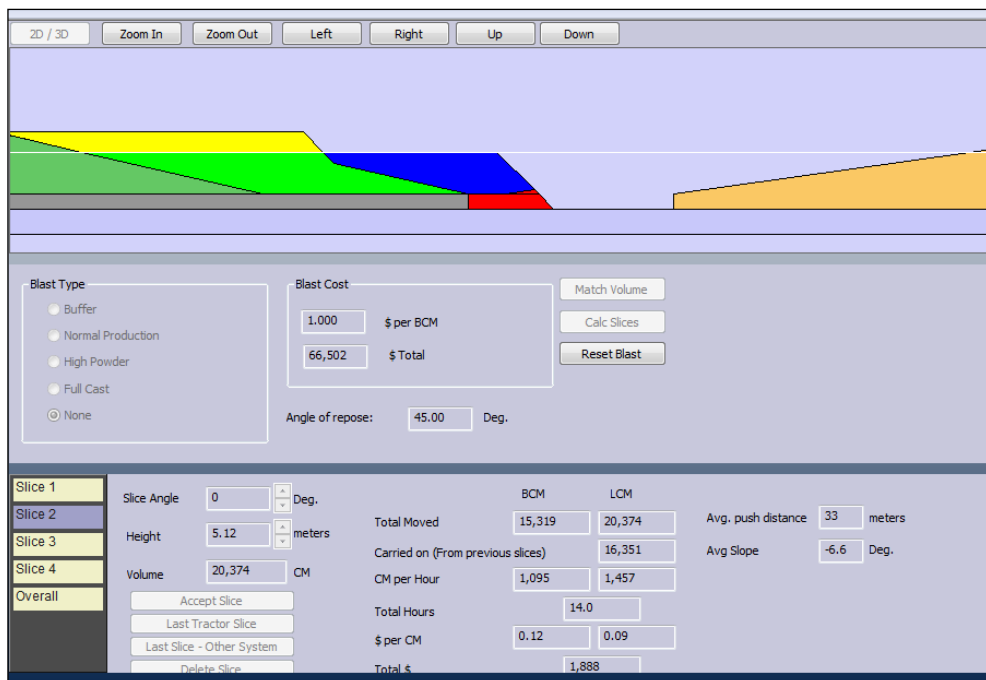 2D / 3D Zoom In Zoom Out Left Right Up Down
Blast Type
Buffer
Normal Production
High Powder
Full Cast
None
Blast Cost
1.000 $ per BCM
66,502 $ Total
Match Volume
Calc Slices
Reset Blast
Angle of repose: 45.00 Deg.
Slice 1
Slice 2
Slice 3
Slice 4
Overall
Slice Angle 0 Deg.
Height 5.12 meters
Volume 20,374 CM
Accept Slice
Last Tractor Slice
Last Slice - Other System
Delete Slice
BCM LCM
Total Moved 15,319 20,374
Carried on (From previous slices) 16,351
CM per Hour 1,095 1,457
Total Hours 14.0
$ per CM 0.12 0.09
Total $ 1,888
Avg. push distance 33 meters
Avg Slope -6.6 Deg.